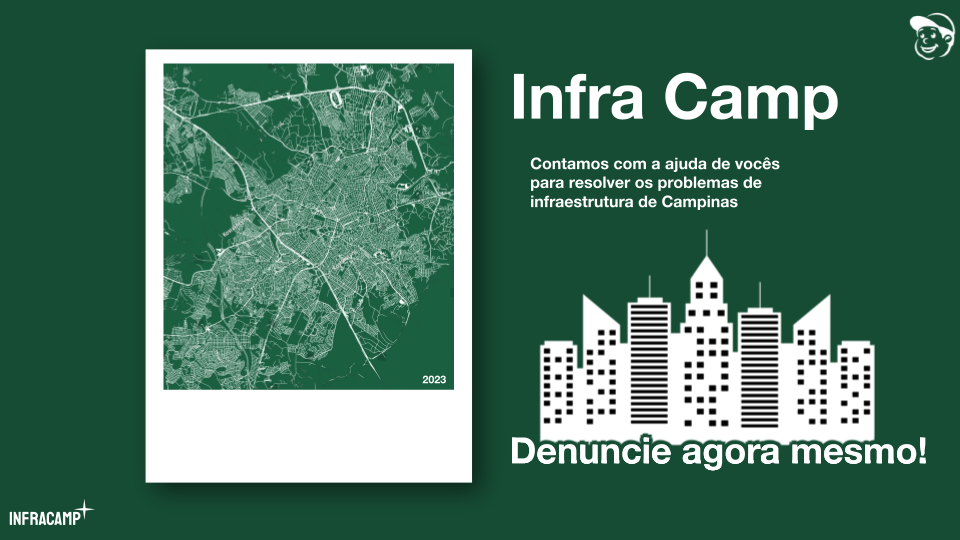 Infra Camp
Contamos com a ajuda de vocês
para resolver os problemas de
infraestrutura de Campinas
2023
Denuncie agora mesmo!
INFRACAMP